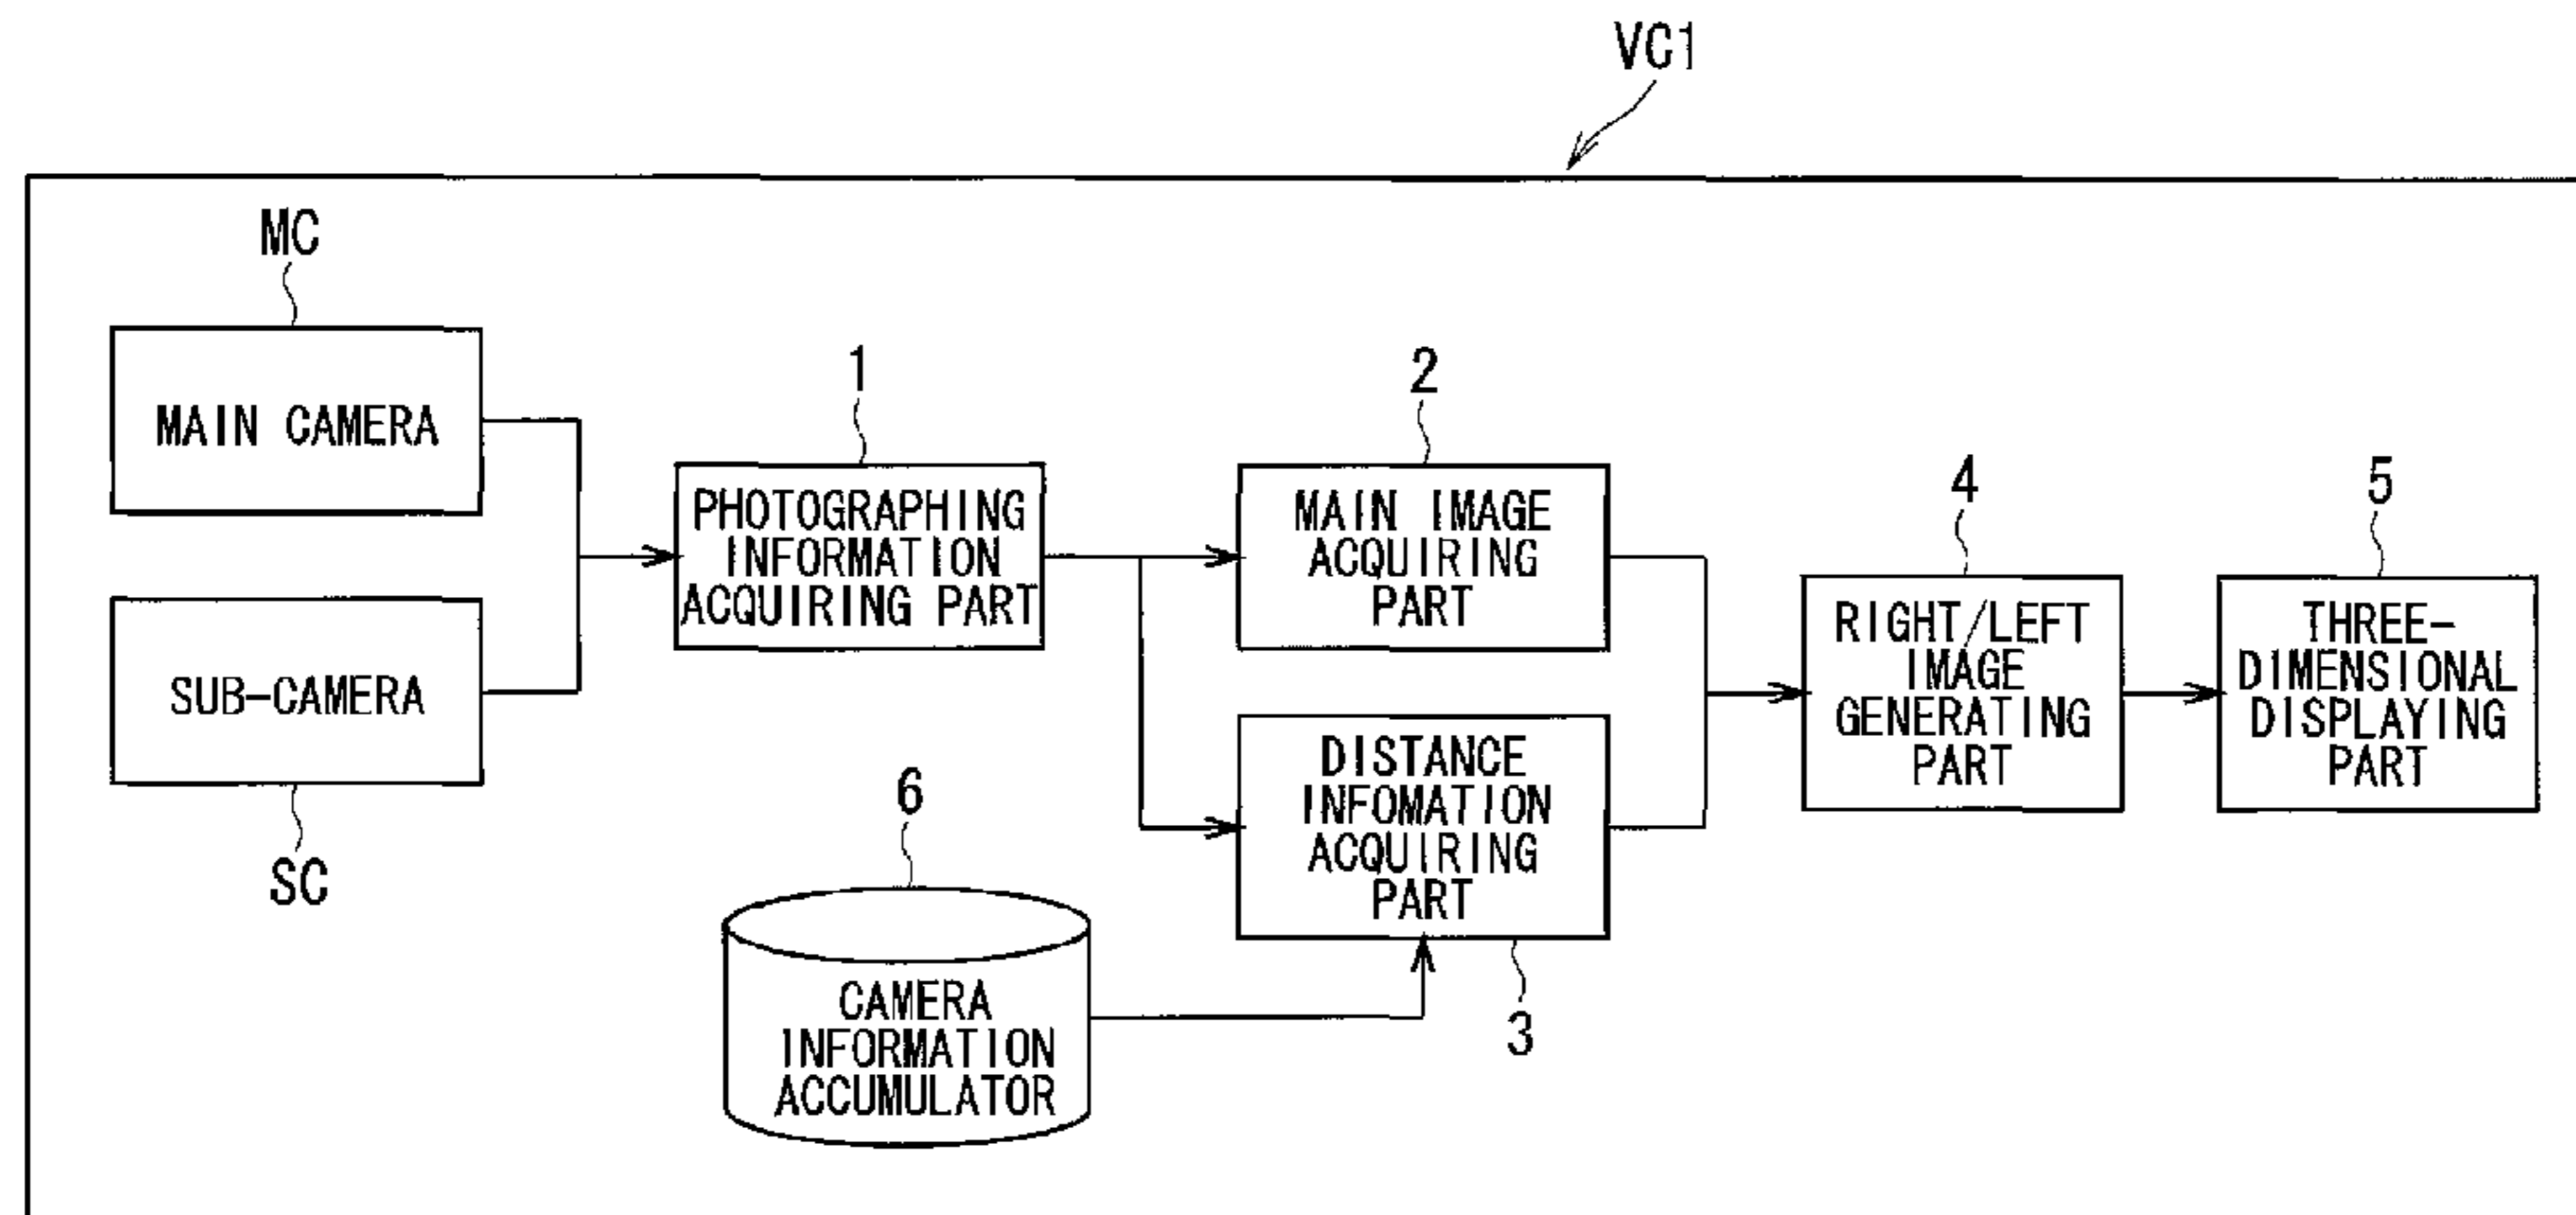 VC1
MC
MAIN CAMERA
SUB-CAMERA
SC
1
PHOTOGRAPHING
INFORMATION
ACQUIRING PART
2
MAIN IMAGE
ACQUIRING
PART
DISTANCE
INFOMATION
ACQUIRING
PART
3
6
CAMERA
INFORMATION
ACCUMULATOR
4
RIGHT/LEFT
IMAGE
GENERATING
PART
5
THREE-
DIMENSIONAL
DISPLAYING
PART